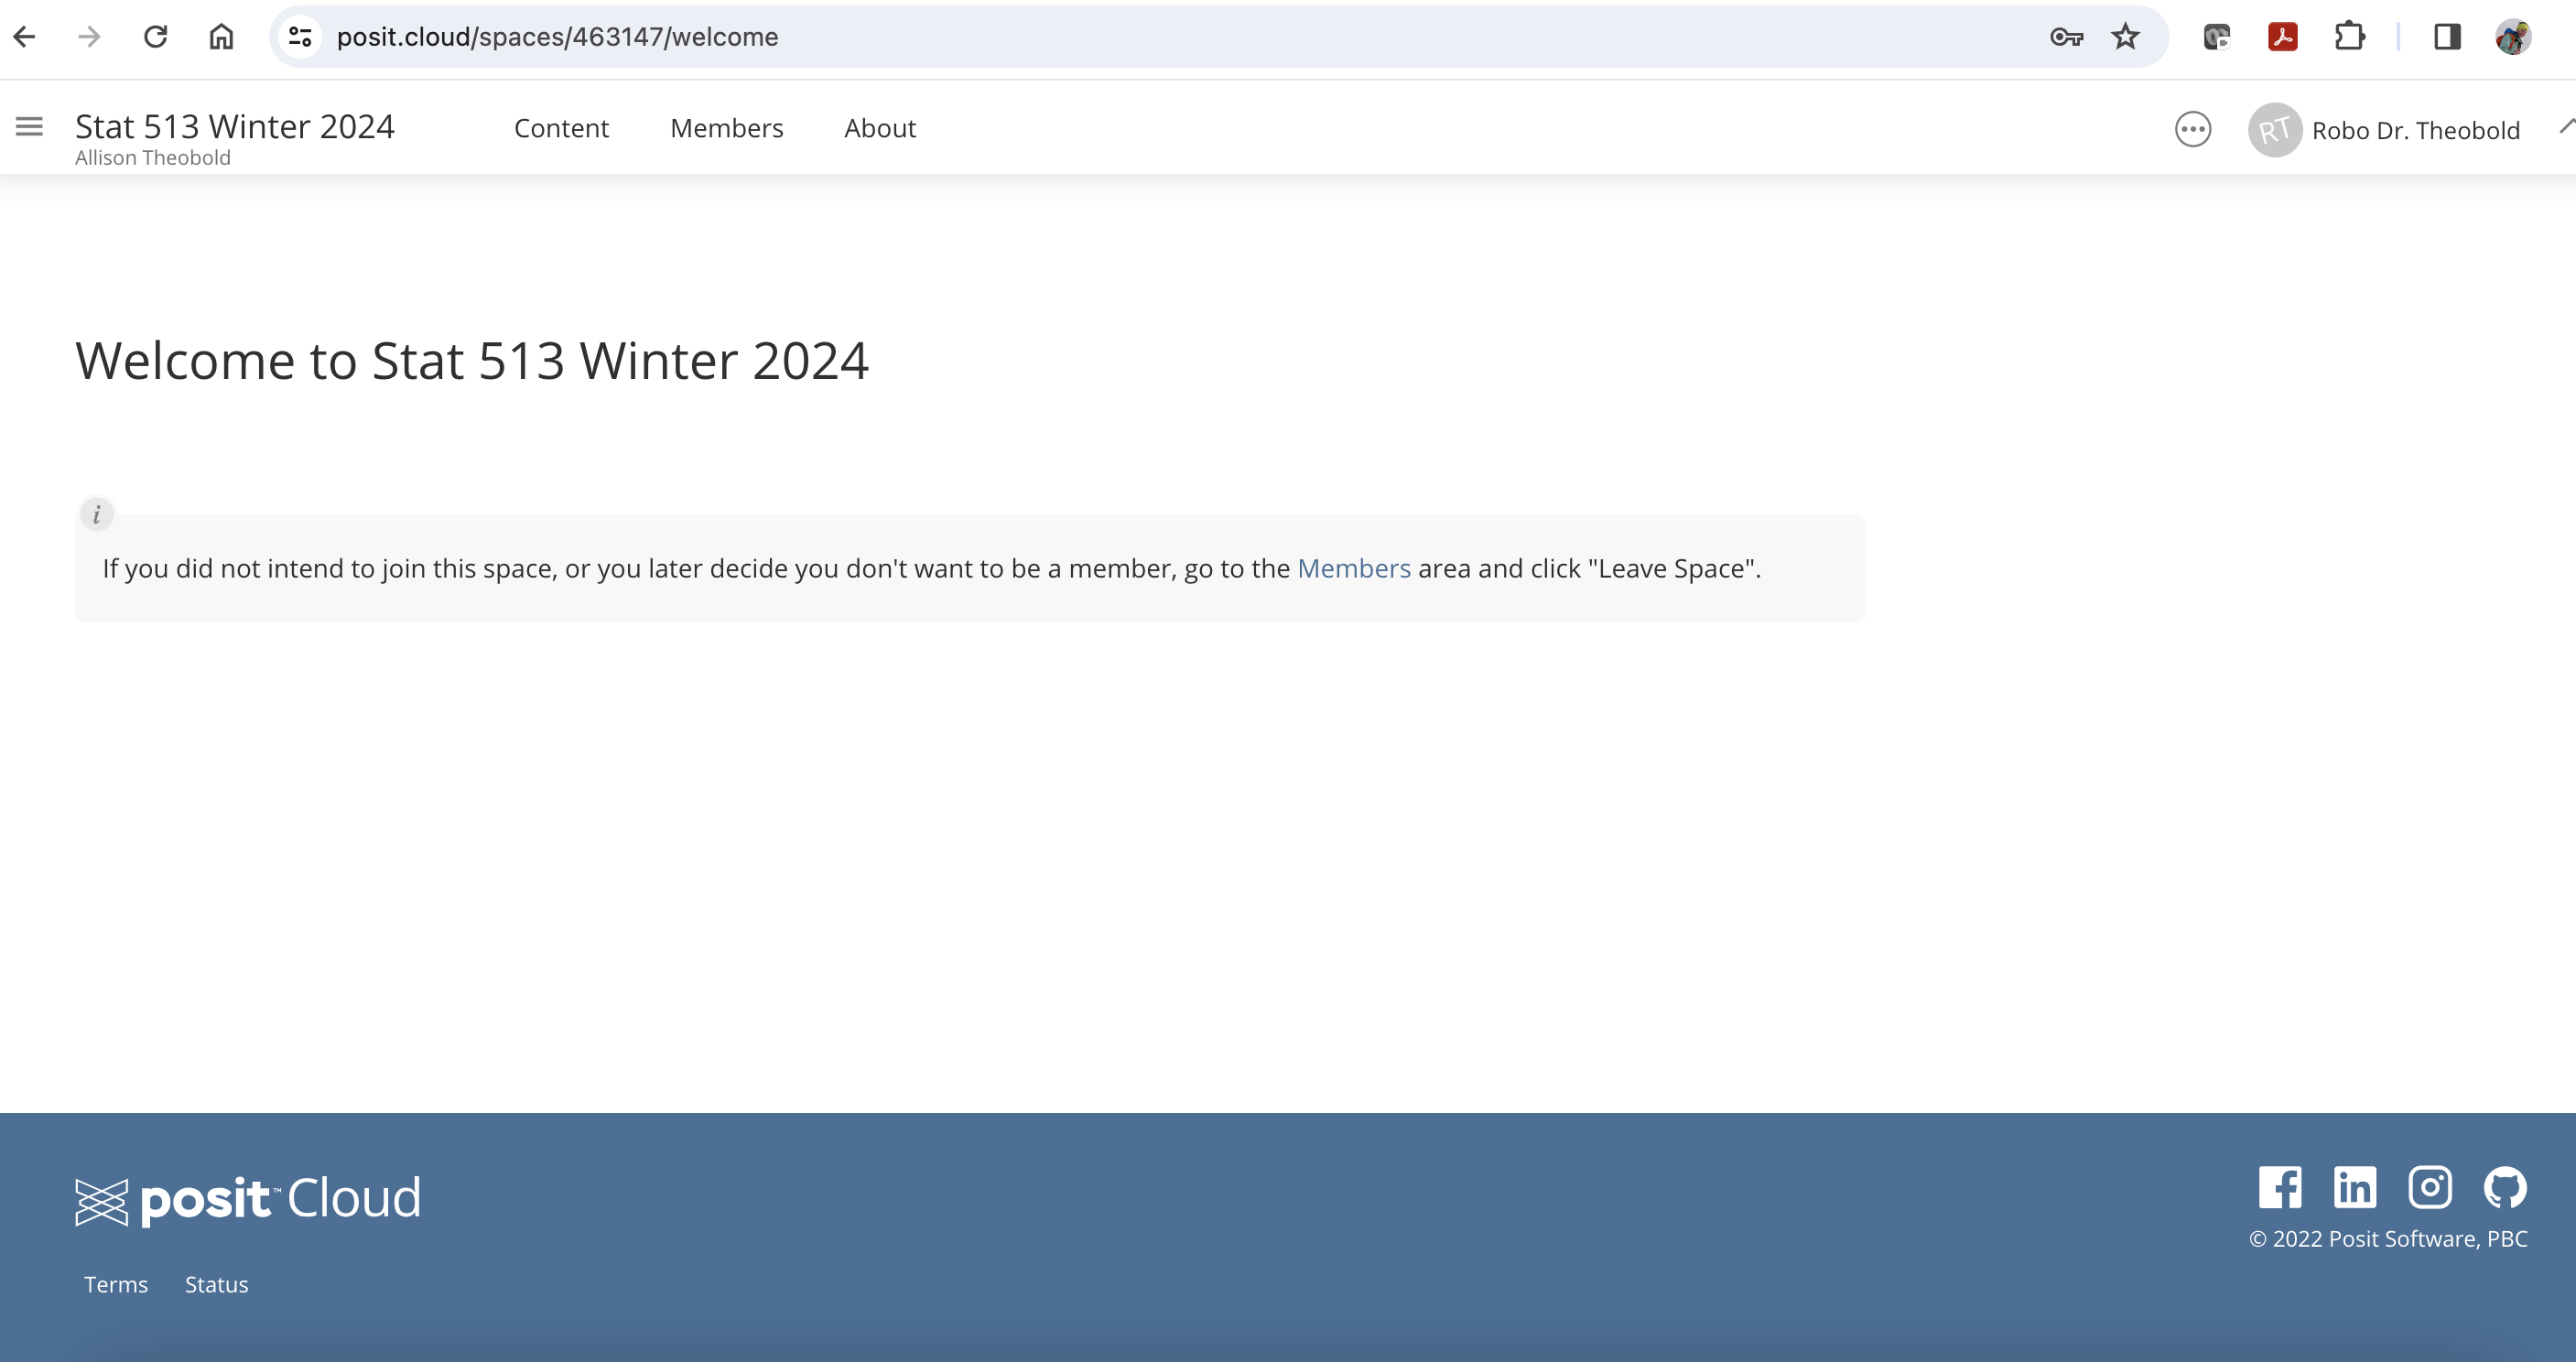 posit.cloud/spaces/463147/welcome
Stat 513 Winter 2024
Allison Theobold
Content
Members
About
RT
Robo Dr. Theobold
Welcome to Stat 513 Winter 2024
i
If you did not intend to join this space, or you later decide you don't want to be a member, go to the Members area and click "Leave Space".
posit™ Cloud
Terms
Status
in
© 2022 Posit Software, PBC